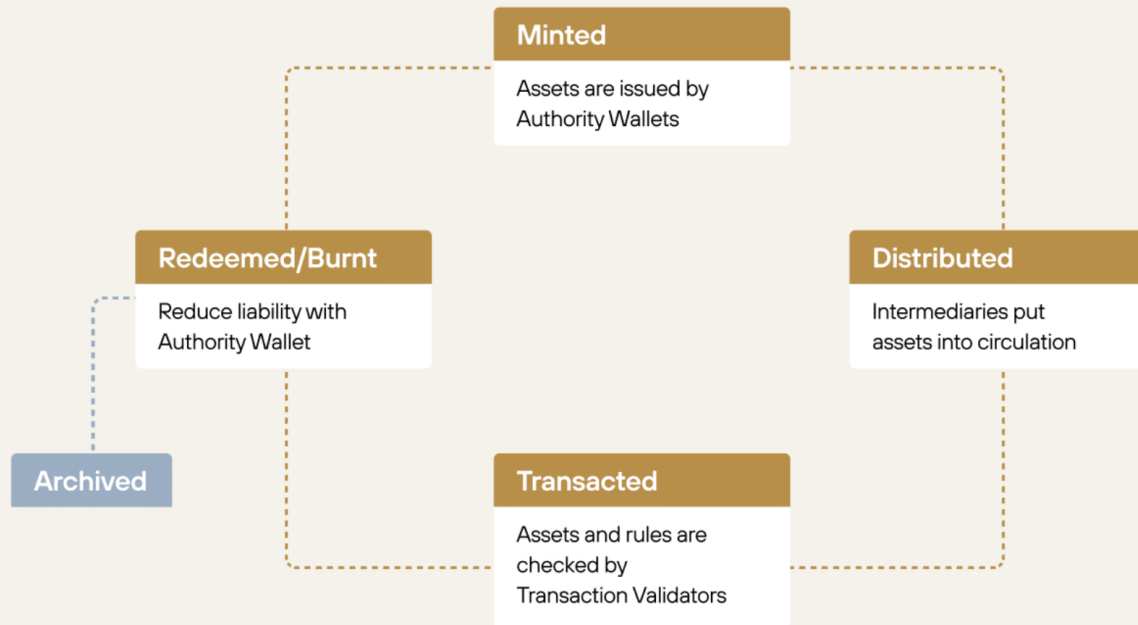 Minted
Assets are issued by
Authority Wallets
Redeemed/Burnt
Reduce liability with
Authority Wallet
Distributed
Intermediaries put
assets into circulation
Archived
Transacted
Assets and rules are
checked by
Transaction Validators